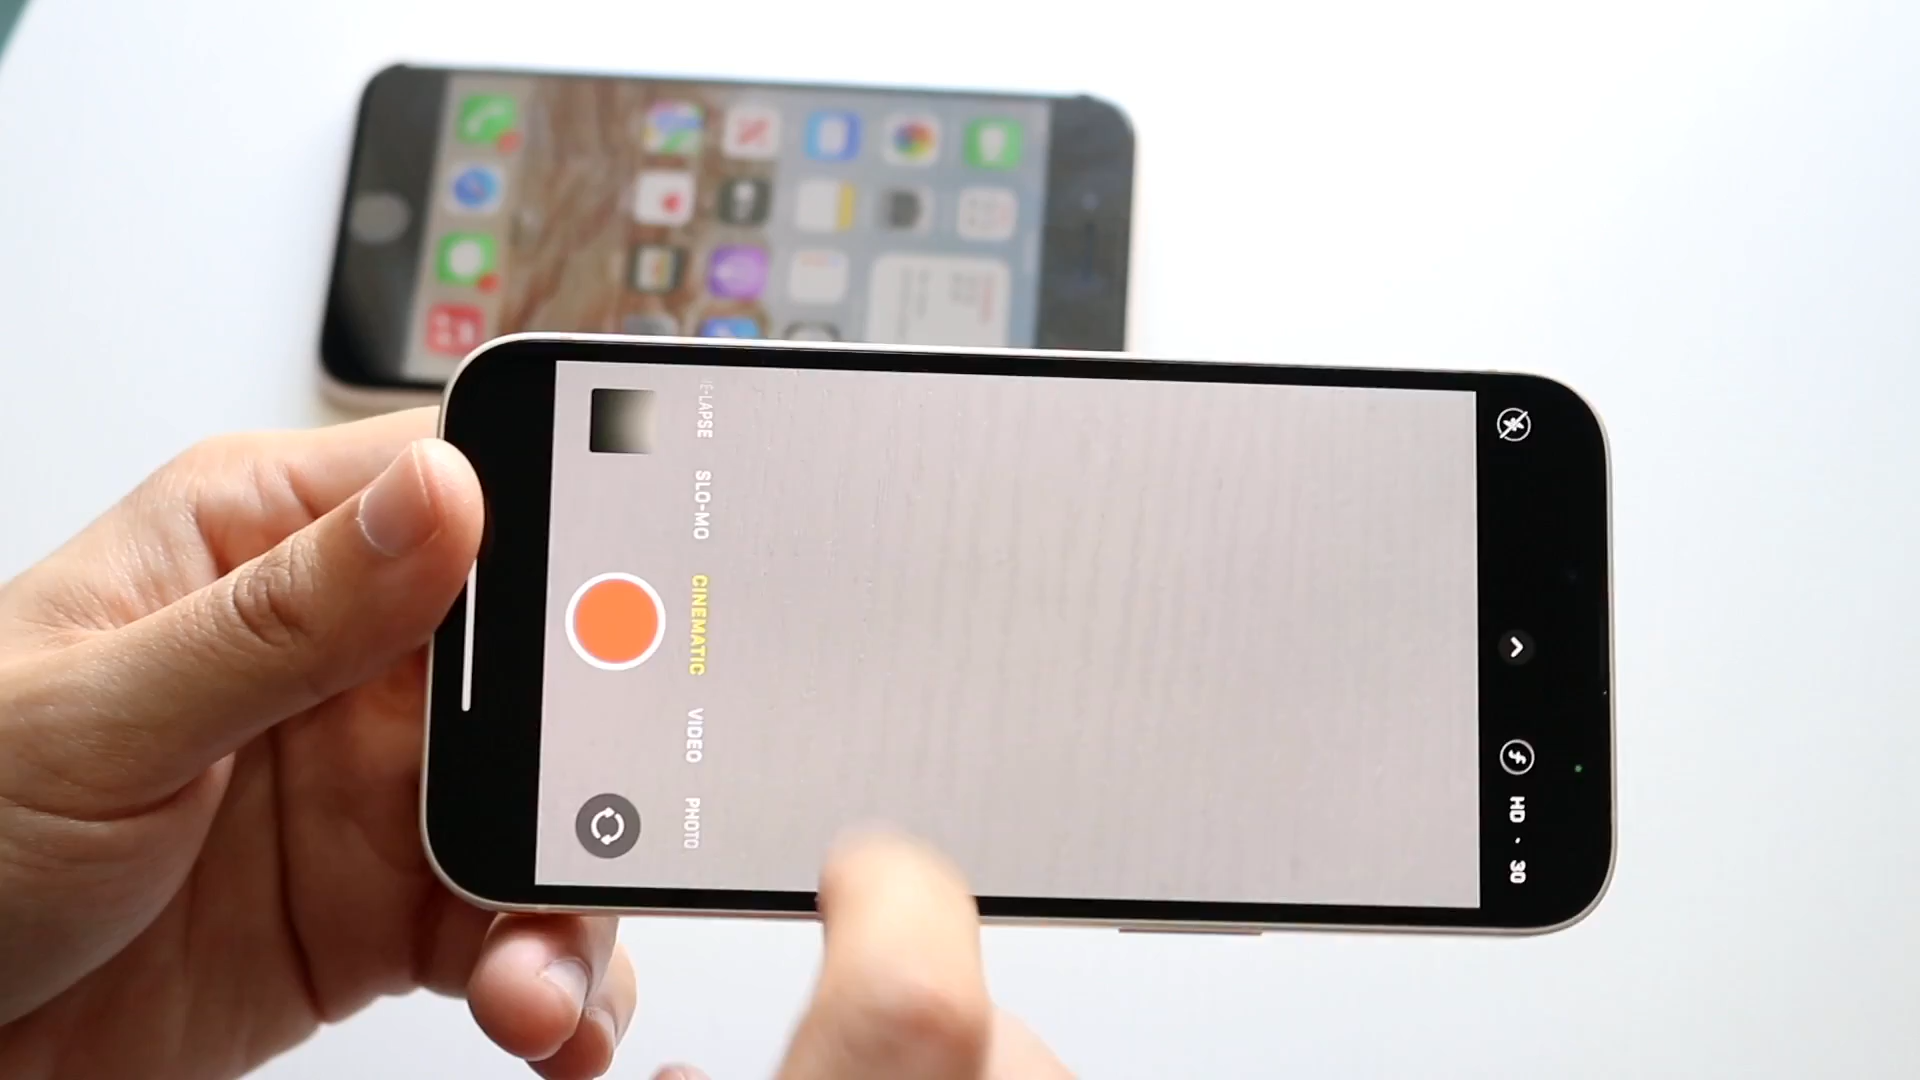 E-LAPSE
SLO-MO
CINEMATIC
VIDEO
PHOTO
HD · 30